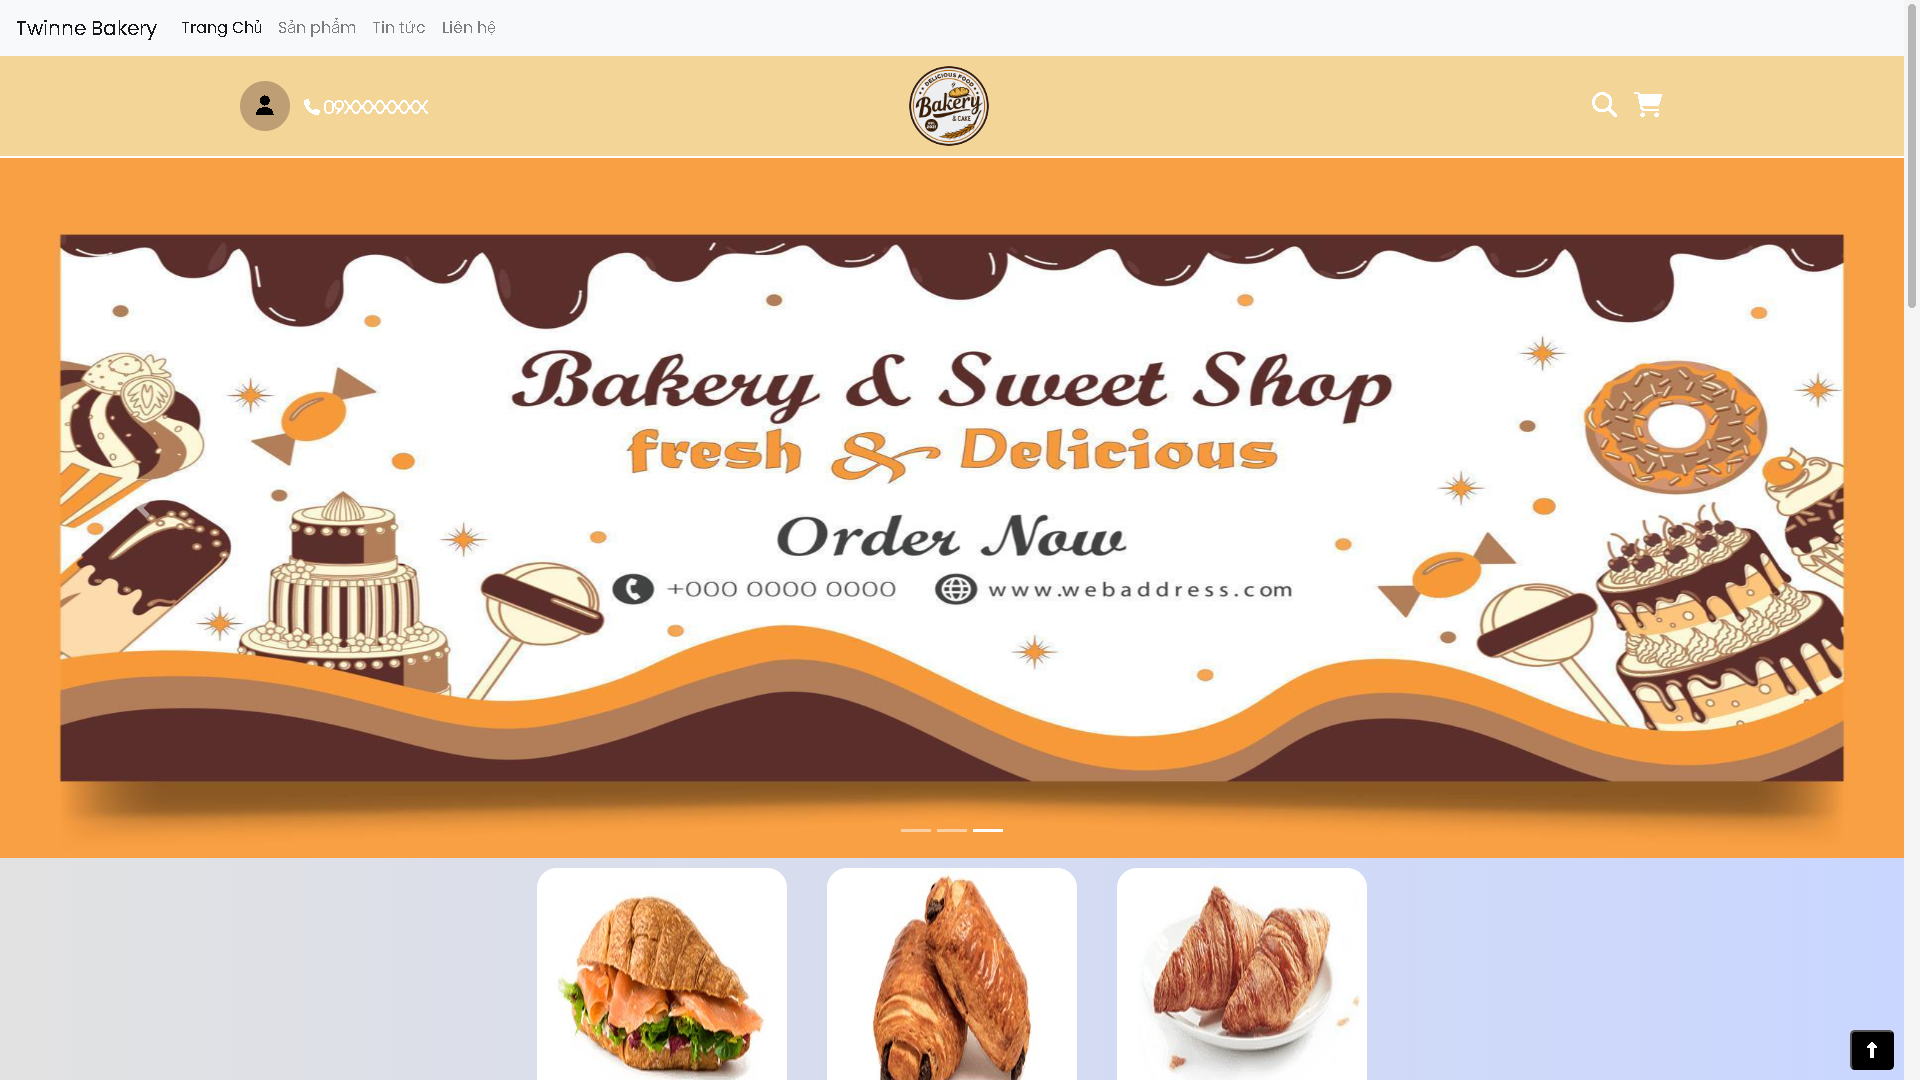 Twinne Bakery Trang Chủ Sản phẩm Tin tức Liên hệ
09XXXXXXXX
DELICIOUS FOOD
Bakery
& CAKE
Bakery & Sweet Shop
fresh & Delicious
Order Now
+000 0000 0000 www.webaddress.com